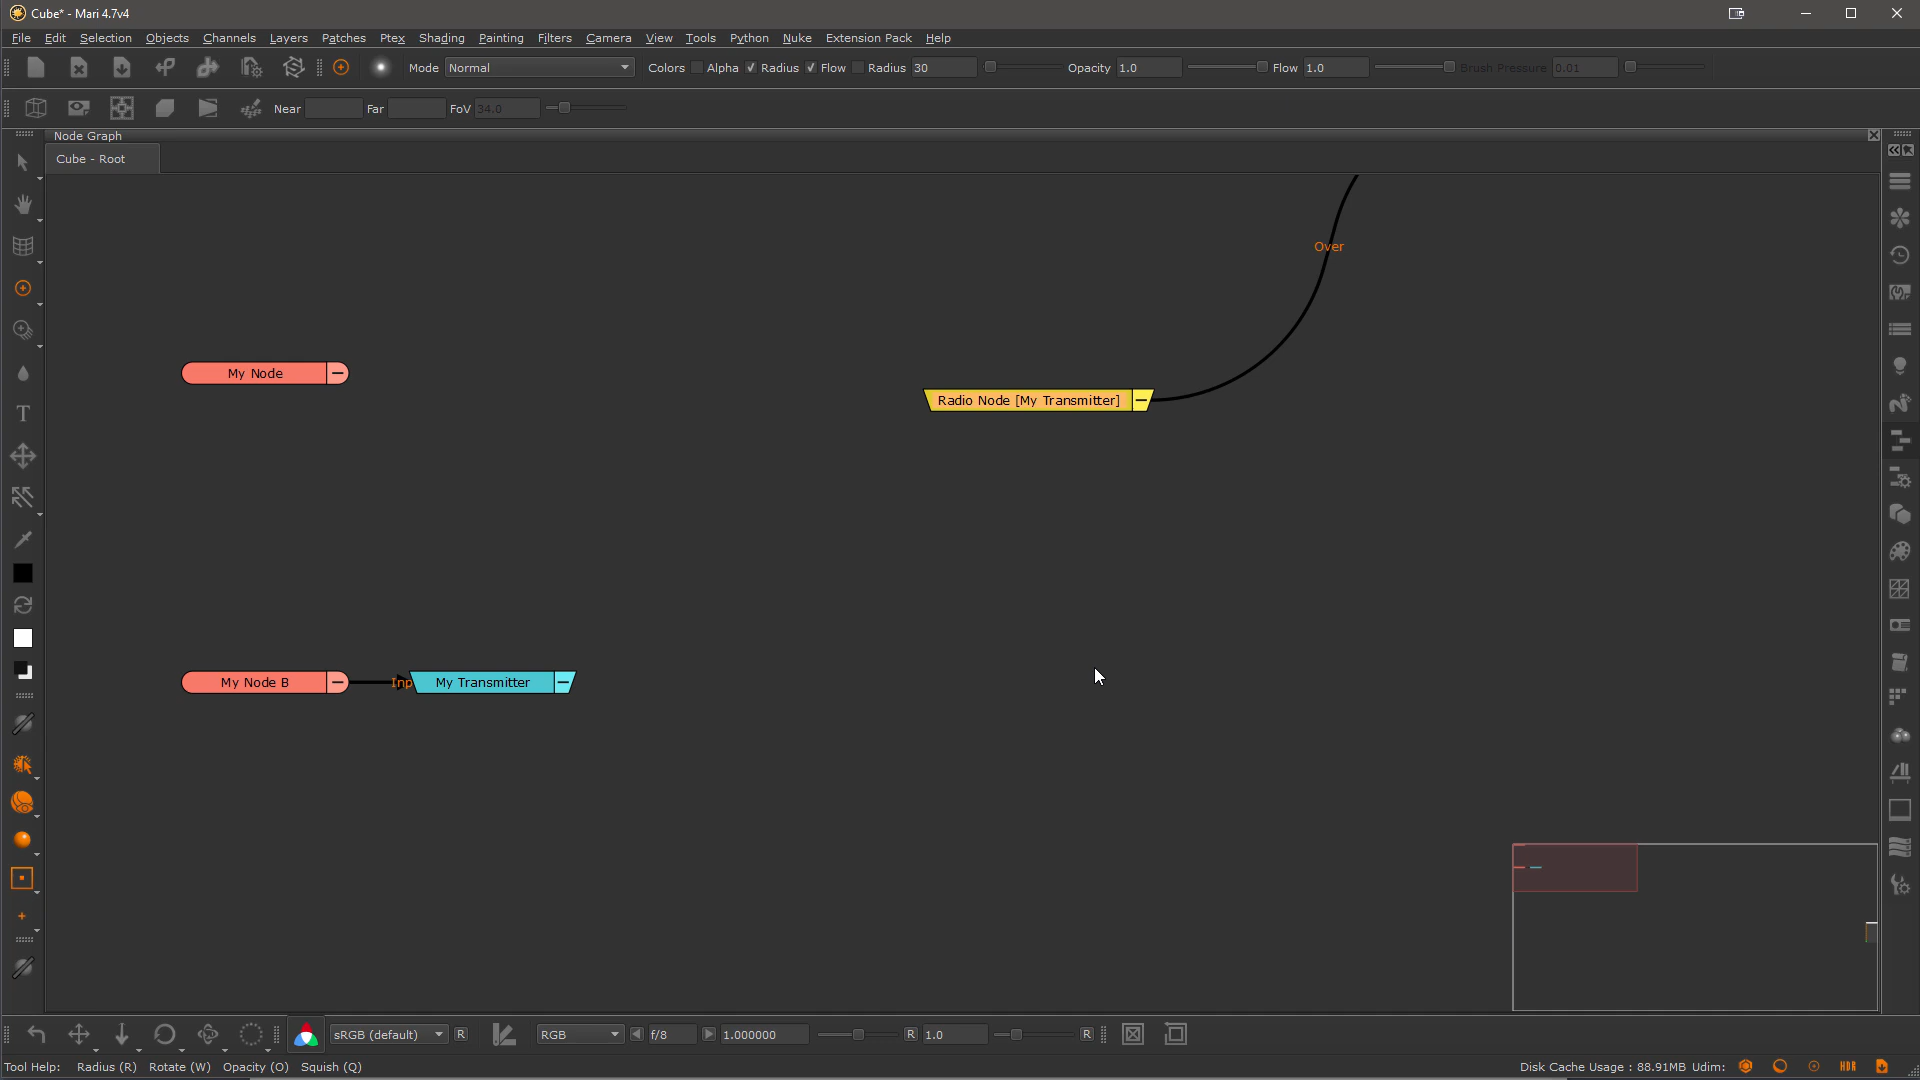 Cube* - Mari 4.7v4
File Edit Selection Objects Channels Layers Patches Ptex Shading Painting Filters Camera View Tools Python Nuke Extension Pack Help
Mode Normal Colors Alpha Radius Flow Radius 30 Opacity 1.0 Flow 1.0 Brush Pressure 0.01
Near Far FoV 34.0
Node Graph
Cube - Root
Over
My Node
Radio Node [My Transmitter]
T
My Node B Inp My Transmitter
sRGB (default) R RGB f/8 1.000000 R 1.0 R
Tool Help: Radius (R) Rotate (W) Opacity (O) Squish (Q) Disk Cache Usage : 88.91MB Udim: HDR